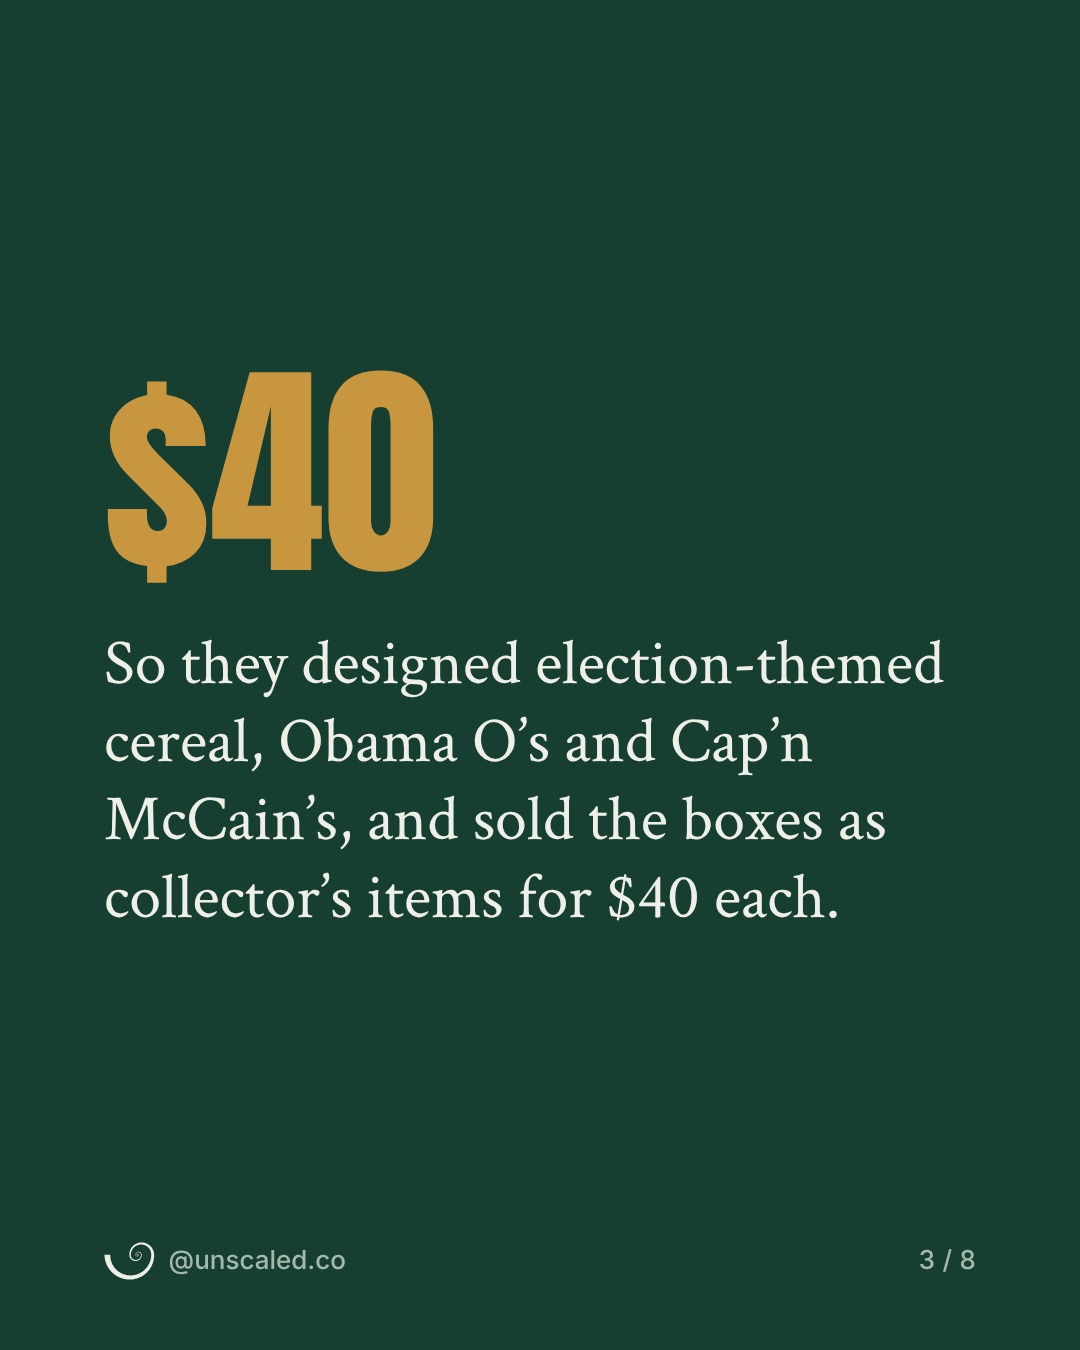 $40
So they designed election-themed
cereal, Obama O’s and Cap’n
McCain’s, and sold the boxes as
collector’s items for $40 each.
@unscaled.co
3 / 8